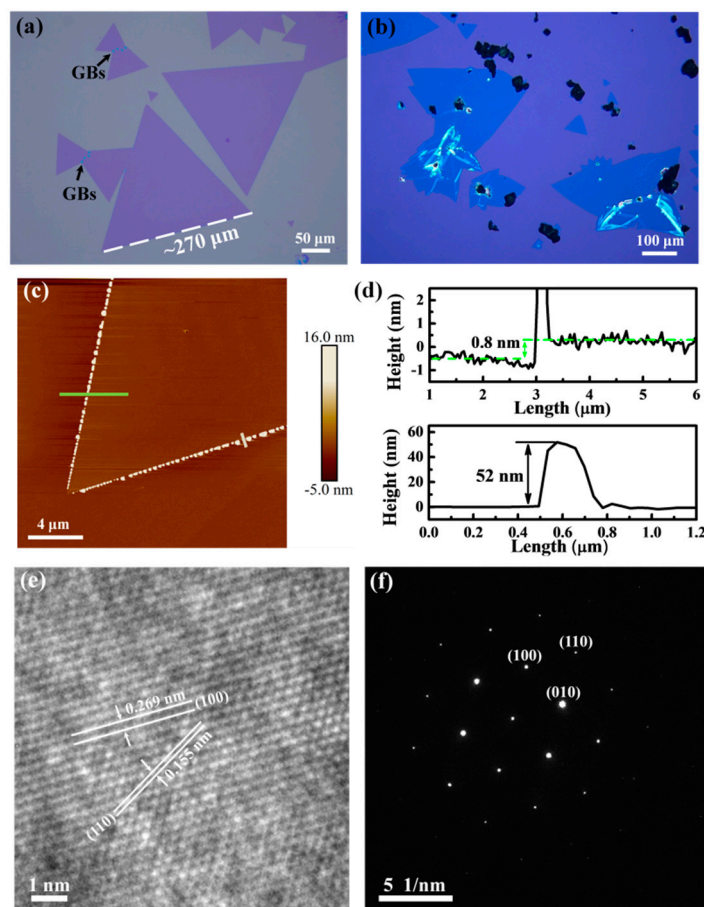 (a)
GBs
GBs
~270 μm
50 μm
(b)
100 μm
(c)
16.0 nm
-5.0 nm
4 μm
(d)
Height (nm)
2
1
0
-1
0.8 nm
1 2 3 4 5 6
Length (μm)
Height (nm)
60
40
20
0
52 nm
0.0 0.2 0.4 0.6 0.8 1.0 1.2
Length (μm)
(e)
0.269 nm
(100)
0.155 nm
(110)
1 nm
(f)
(110)
(100)
(010)
5 1/nm